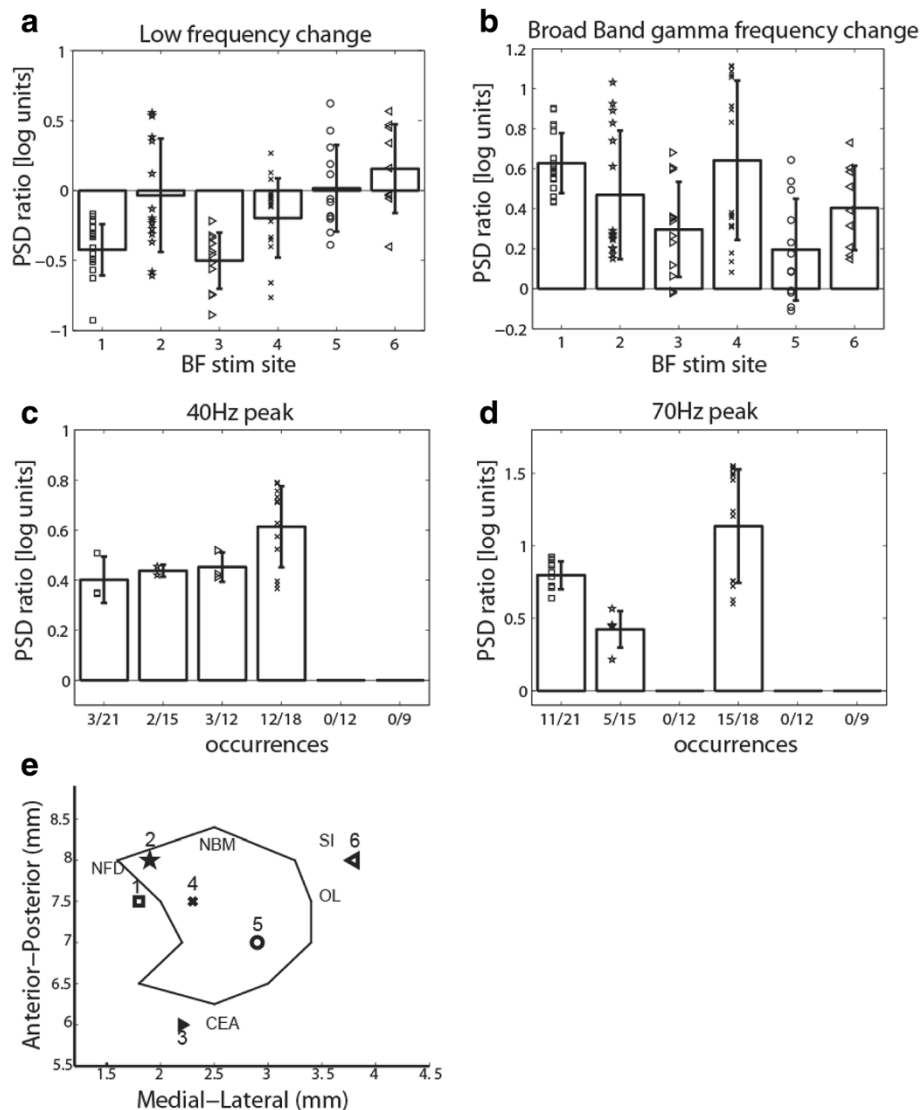 a
Low frequency change
PSD ratio [log units]
1
0.5
0
−0.5
−1
1 2 3 4 5 6
BF stim site
b
Broad Band gamma frequency change
PSD ratio [log units]
1.2
1
0.8
0.6
0.4
0.2
0
−0.2
1 2 3 4 5 6
BF stim site
c
40Hz peak
PSD ratio [log units]
1
0.8
0.6
0.4
0.2
0
3/21 2/15 3/12 12/18 0/12 0/9
occurrences
d
70Hz peak
PSD ratio [log units]
1.5
1
0.5
0
11/21 5/15 0/12 15/18 0/12 0/9
occurrences
e
Anterior−Posterior (mm)
8.5
8
7.5
7
6.5
6
5.5
2
NBM
SI
6
NFD
1
4
OL
5
CEA
3
1.5 2 2.5 3 3.5 4 4.5
Medial−Lateral (mm)